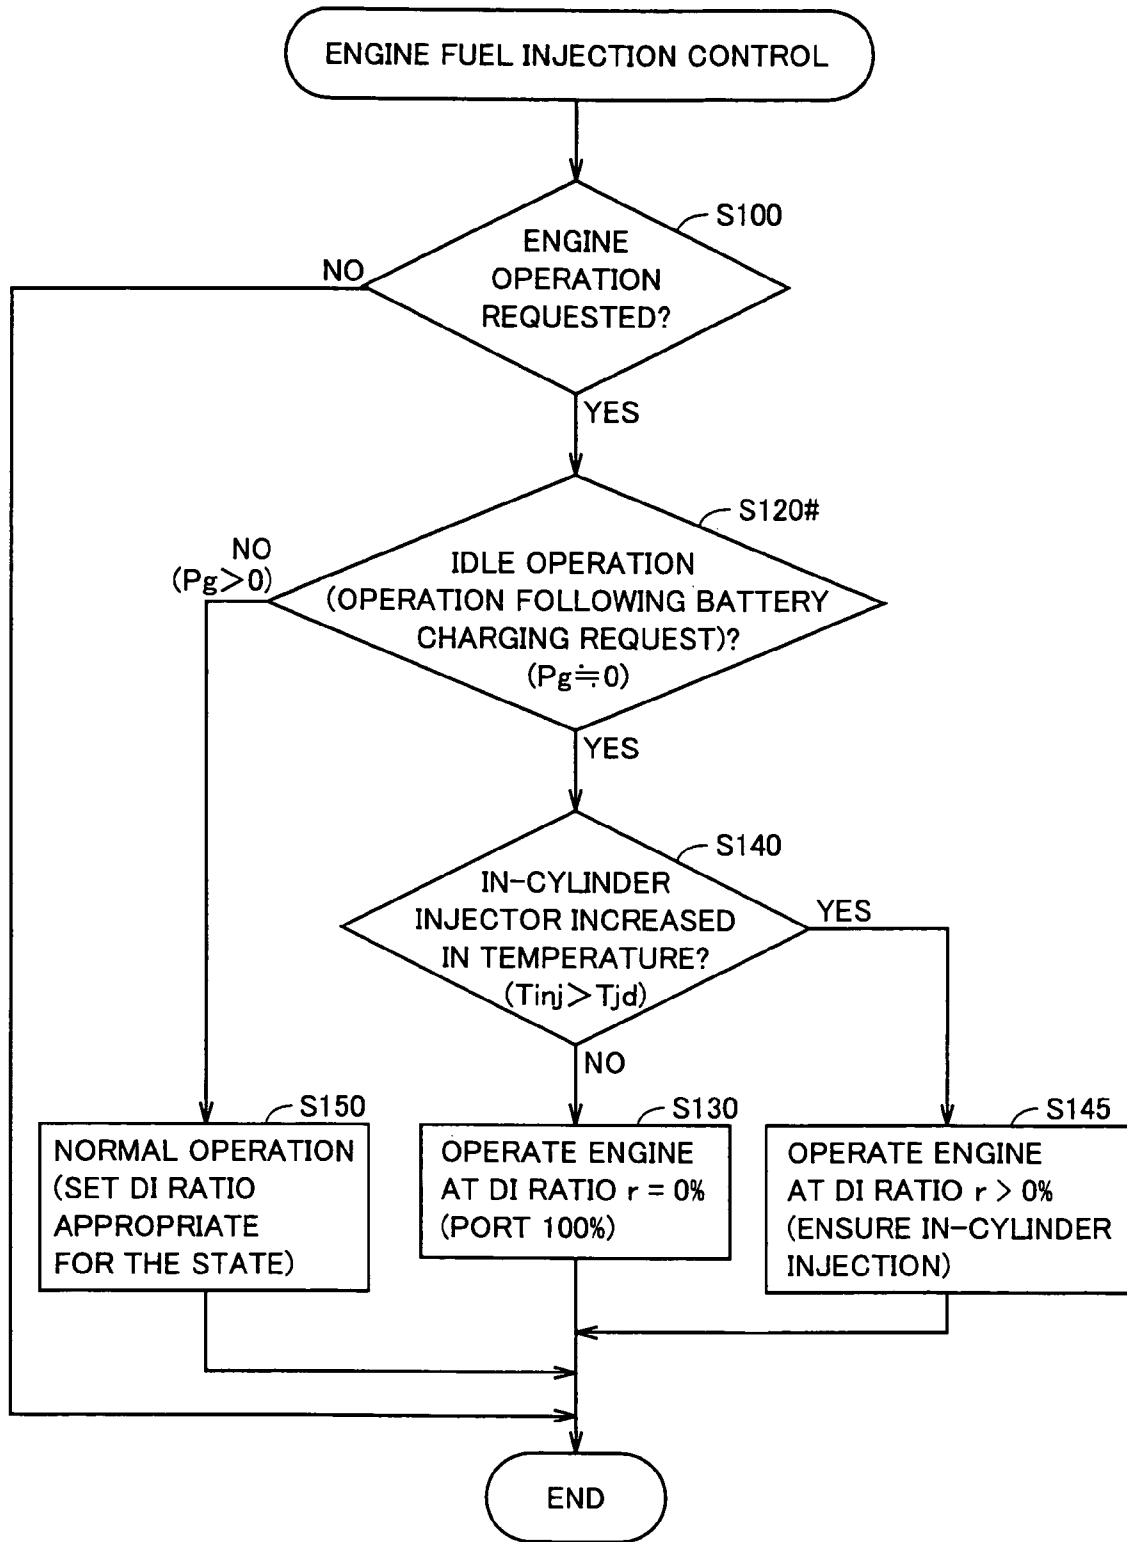 ENGINE FUEL INJECTION CONTROL
S100
ENGINE
OPERATION
REQUESTED?
NO
YES
S120#
NO
(Pg>0)
IDLE OPERATION
(OPERATION FOLLOWING BATTERY
CHARGING REQUEST)?
(Pg≒0)
YES
S140
IN-CYLINDER
INJECTOR INCREASED
IN TEMPERATURE?
(Tinj>Tjd)
YES
NO
S150
NORMAL OPERATION
(SET DI RATIO
APPROPRIATE
FOR THE STATE)
S130
OPERATE ENGINE
AT DI RATIO r = 0%
(PORT 100%)
S145
OPERATE ENGINE
AT DI RATIO r > 0%
(ENSURE IN-CYLINDER
INJECTION)
END